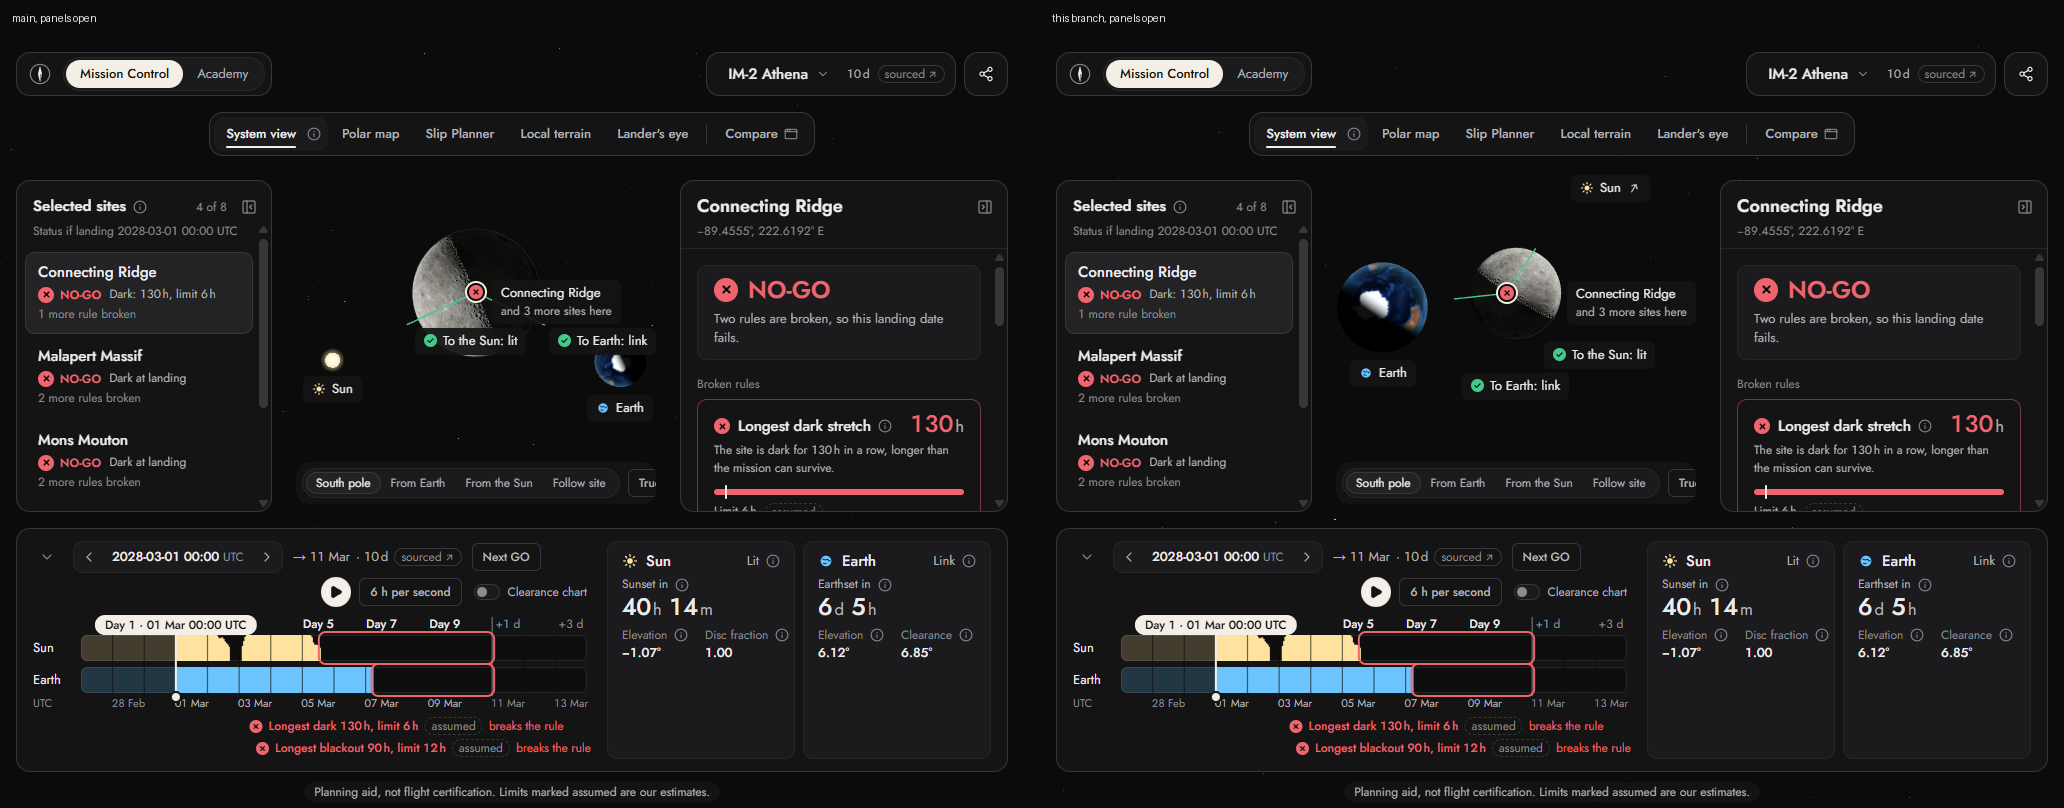 main, panels open
Mission Control Academy
IM-2 Athena 10d sourced ↗
System view Polar map Slip Planner Local terrain Lander's eye Compare
Selected sites 4 of 8
Status if landing 2028-03-01 00:00 UTC
Connecting Ridge
NO-GO Dark: 130h, limit 6h
1 more rule broken
Malapert Massif
NO-GO Dark at landing
2 more rules broken
Mons Mouton
NO-GO Dark at landing
2 more rules broken
Connecting Ridge
and 3 more sites here
To the Sun: lit
To Earth: link
Sun
Earth
South pole From Earth From the Sun Follow site
Connecting Ridge
−89.4555°, 222.6192° E
NO-GO
Two rules are broken, so this landing date
fails.
Broken rules
Longest dark stretch 130h
The site is dark for 130h in a row, longer than
the mission can survive.
Limit 6h assumed
2028-03-01 00:00 UTC → 11 Mar · 10d sourced ↗ Next GO
6 h per second Clearance chart
Day 1 · 01 Mar 00:00 UTC Day 5 Day 7 Day 9 +1 d +3 d
Sun
Earth
UTC 28 Feb 01 Mar 03 Mar 05 Mar 07 Mar 09 Mar 11 Mar 13 Mar
Longest dark 130h, limit 6h assumed breaks the rule
Longest blackout 90h, limit 12h assumed breaks the rule
Sun Lit
Sunset in
40h 14m
Elevation Disc fraction
−1.07° 1.00
Earth Link
Earthset in
6d 5h
Elevation Clearance
6.12° 6.85°
Planning aid, not flight certification. Limits marked assumed are our estimates.
this branch, panels open
Mission Control Academy
IM-2 Athena 10d sourced ↗
System view Polar map Slip Planner Local terrain Lander's eye Compare
Selected sites 4 of 8
Status if landing 2028-03-01 00:00 UTC
Connecting Ridge
NO-GO Dark: 130h, limit 6h
1 more rule broken
Malapert Massif
NO-GO Dark at landing
2 more rules broken
Mons Mouton
NO-GO Dark at landing
2 more rules broken
Sun ↗
Connecting Ridge
and 3 more sites here
To the Sun: lit
Earth
To Earth: link
South pole From Earth From the Sun Follow site
Connecting Ridge
−89.4555°, 222.6192° E
NO-GO
Two rules are broken, so this landing date
fails.
Broken rules
Longest dark stretch 130h
The site is dark for 130h in a row, longer than
the mission can survive.
Limit 6h assumed
2028-03-01 00:00 UTC → 11 Mar · 10d sourced ↗ Next GO
6 h per second Clearance chart
Day 1 · 01 Mar 00:00 UTC Day 5 Day 7 Day 9 +1 d +3 d
Sun
Earth
UTC 28 Feb 01 Mar 03 Mar 05 Mar 07 Mar 09 Mar 11 Mar 13 Mar
Longest dark 130h, limit 6h assumed breaks the rule
Longest blackout 90h, limit 12h assumed breaks the rule
Sun Lit
Sunset in
40h 14m
Elevation Disc fraction
−1.07° 1.00
Earth Link
Earthset in
6d 5h
Elevation Clearance
6.12° 6.85°
Planning aid, not flight certification. Limits marked assumed are our estimates.